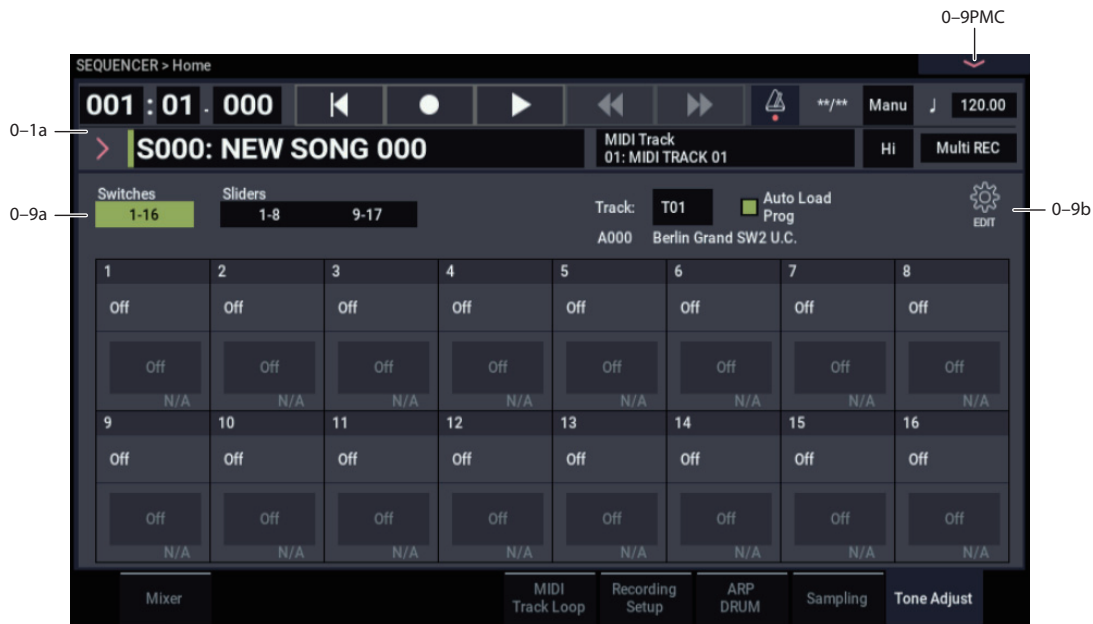 0–9PMC
SEQUENCER > Home
001 : 01 . 000 **/** Manu ♩ 120.00
0–1a
S000: NEW SONG 000
MIDI Track
01: MIDI TRACK 01
Hi Multi REC
0–9a
Switches Sliders
1-16 1-8 9-17
Track: T01 Auto Load
Prog
A000 Berlin Grand SW2 U.C.
EDIT
0–9b
1 2 3 4 5 6 7 8
Off Off Off Off Off Off Off Off
Off Off Off Off Off Off Off Off
N/A N/A N/A N/A N/A N/A N/A N/A
9 10 11 12 13 14 15 16
Off Off Off Off Off Off Off Off
Off Off Off Off Off Off Off Off
N/A N/A N/A N/A N/A N/A N/A N/A
Mixer
MIDI
Track Loop
Recording
Setup
ARP
DRUM
Sampling
Tone Adjust